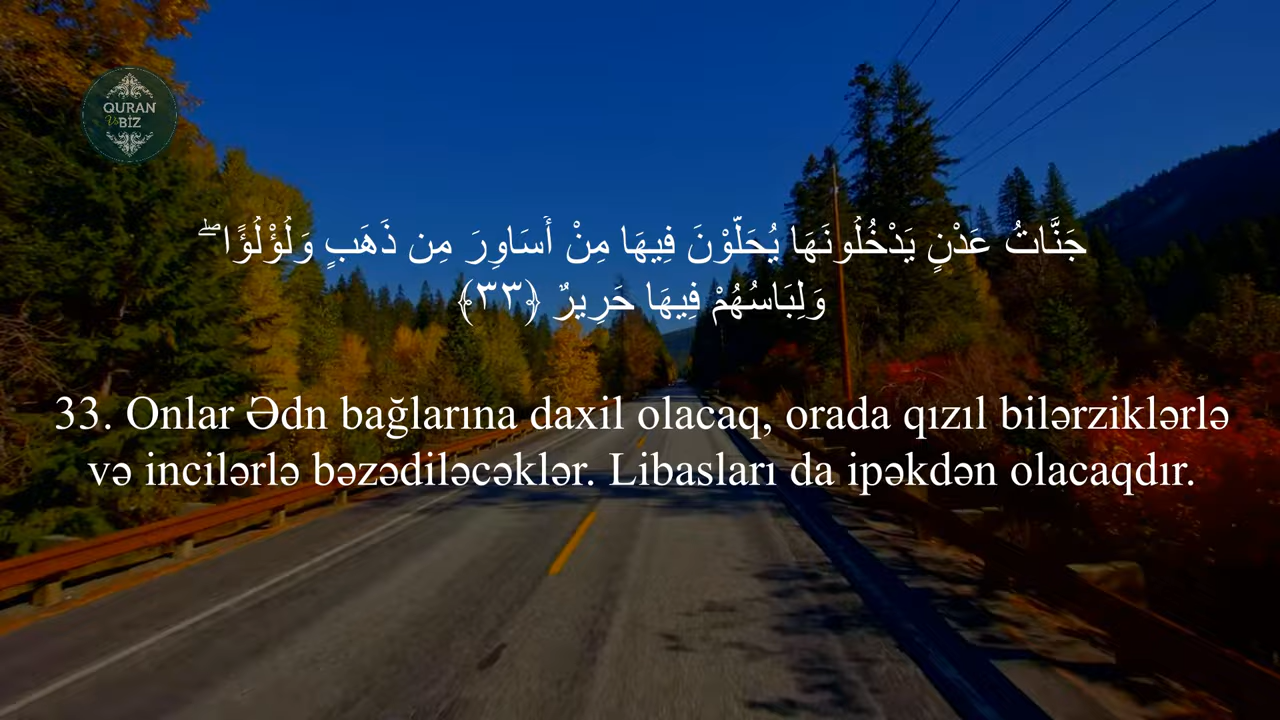 QURAN
Və BİZ
جَنَّاتُ عَدْنٍ يَدْخُلُونَهَا يُحَلَّوْنَ فِيهَا مِنْ أَسَاوِرَ مِن ذَهَبٍ وَلُؤْلُؤًا ۖ
وَلِبَاسُهُمْ فِيهَا حَرِيرٌ ﴿٣٣﴾
33. Onlar Ədn bağlarına daxil olacaq, orada qızıl bilərziklərlə
və incilərlə bəzədiləcəklər. Libasları da ipəkdən olacaqdır.